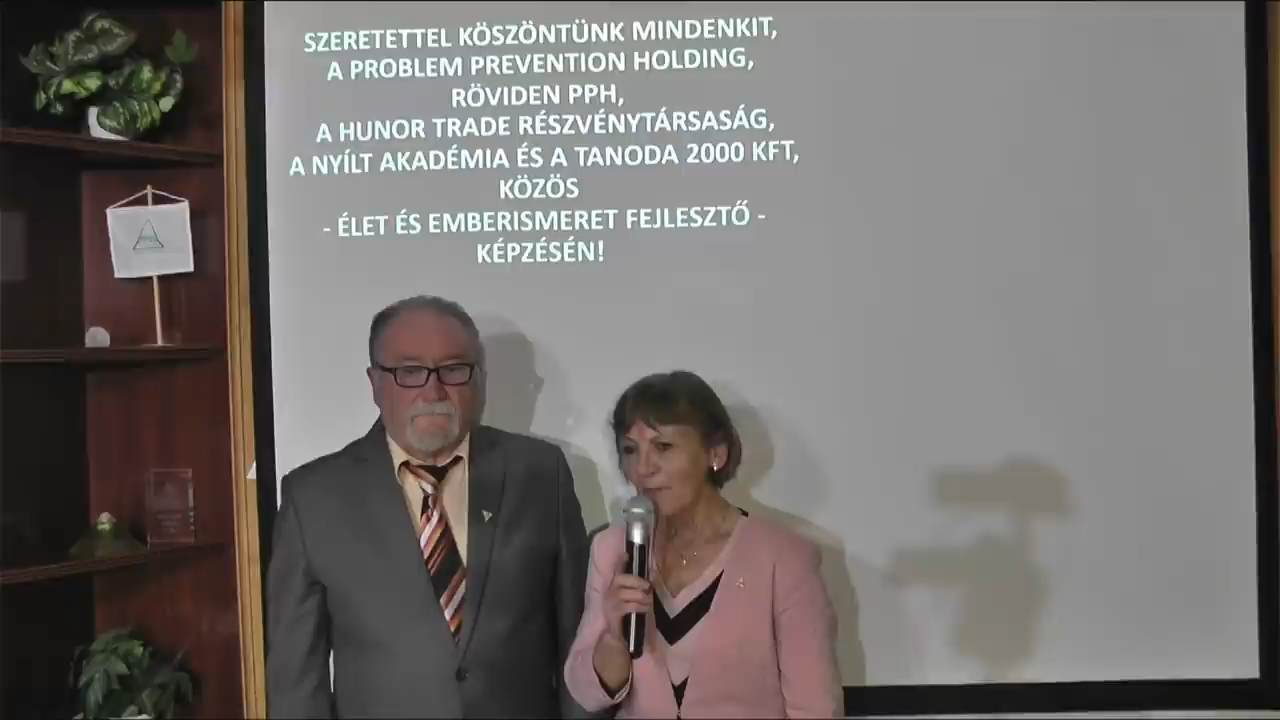 SZERETETTEL KÖSZÖNTÜNK MINDENKIT,
A PROBLEM PREVENTION HOLDING,
RÖVIDEN PPH,
A HUNOR TRADE RÉSZVÉNYTÁRSASÁG,
A NYÍLT AKADÉMIA ÉS A TANODA 2000 KFT,
KÖZÖS
- ÉLET ÉS EMBERISMERET FEJLESZTŐ -
KÉPZÉSÉN!